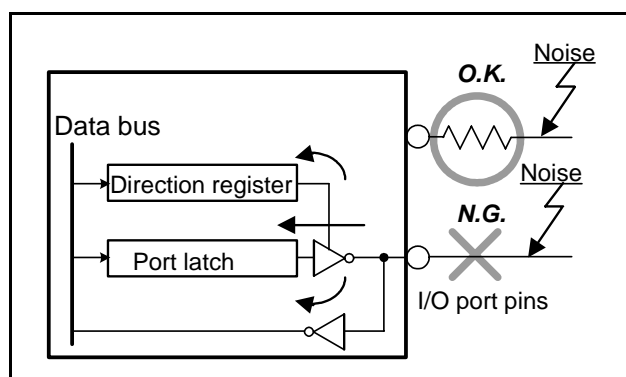 Noise
O.K.
Data bus
Noise
Direction register
N.G.
Port latch
I/O port pins